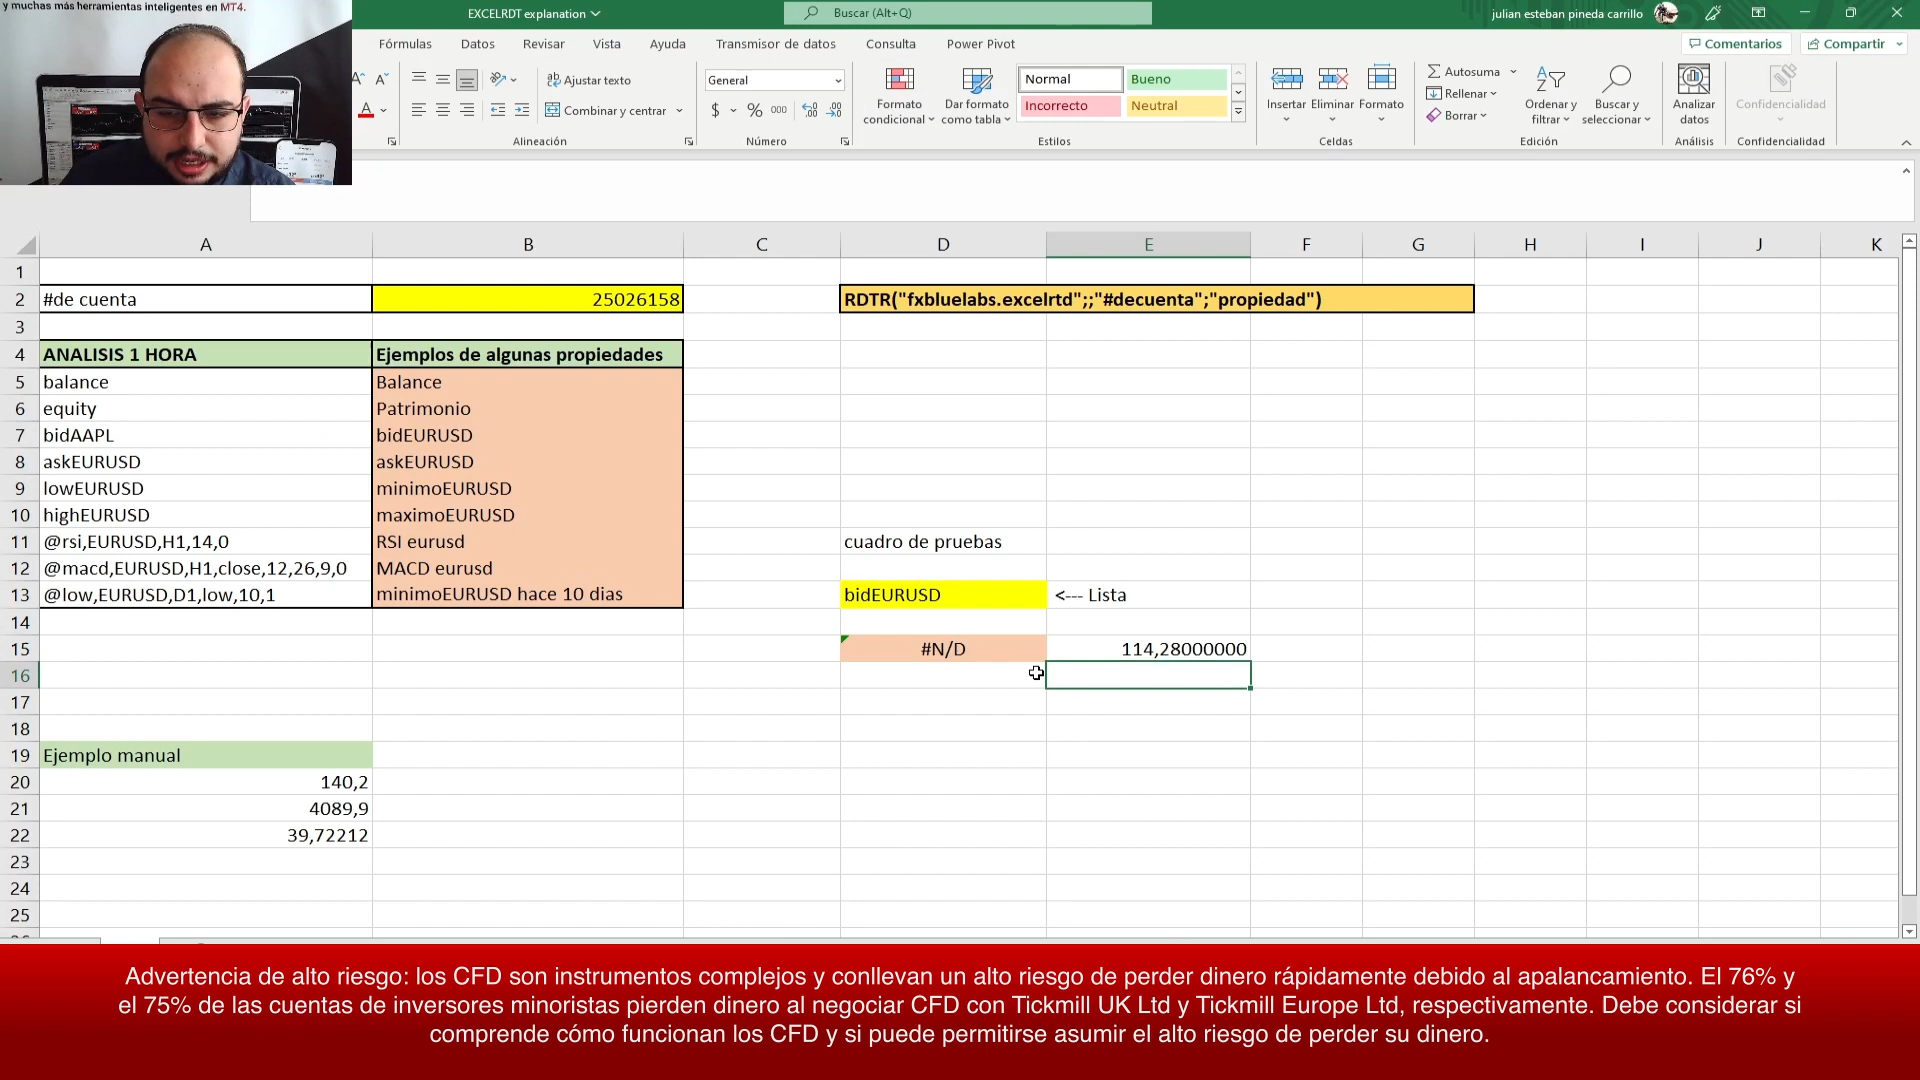 y muchas más herramientas inteligentes en MT4.
EXCELRDT explanation
Buscar (Alt+Q)
julian esteban pineda carrillo
Fórmulas Datos Revisar Vista Ayuda Transmisor de datos Consulta Power Pivot
Comentarios Compartir
Ajustar texto
Combinar y centrar
Alineación
General
$ % 000
Número
Formato condicional
Dar formato como tabla
Normal Bueno
Incorrecto Neutral
Estilos
Insertar Eliminar Formato
Celdas
Autosuma
Rellenar
Borrar
Ordenar y filtrar
Buscar y seleccionar
Edición
Analizar datos
Análisis
Confidencialidad
Confidencialidad
A B C D E F G H I J K
1
2 #de cuenta 25026158 RDTR("fxbluelabs.excelrtd";;"#decuenta";"propiedad")
3
4 ANALISIS 1 HORA Ejemplos de algunas propiedades
5 balance Balance
6 equity Patrimonio
7 bidAAPL bidEURUSD
8 askEURUSD askEURUSD
9 lowEURUSD minimoEURUSD
10 highEURUSD maximoEURUSD
11 @rsi,EURUSD,H1,14,0 RSI eurusd cuadro de pruebas
12 @macd,EURUSD,H1,close,12,26,9,0 MACD eurusd
13 @low,EURUSD,D1,low,10,1 minimoEURUSD hace 10 dias bidEURUSD <--- Lista
14
15 #N/D 114,28000000
16
17
18
19 Ejemplo manual
20 140,2
21 4089,9
22 39,72212
23
24
25
Advertencia de alto riesgo: los CFD son instrumentos complejos y conllevan un alto riesgo de perder dinero rápidamente debido al apalancamiento. El 76% y
el 75% de las cuentas de inversores minoristas pierden dinero al negociar CFD con Tickmill UK Ltd y Tickmill Europe Ltd, respectivamente. Debe considerar si
comprende cómo funcionan los CFD y si puede permitirse asumir el alto riesgo de perder su dinero.